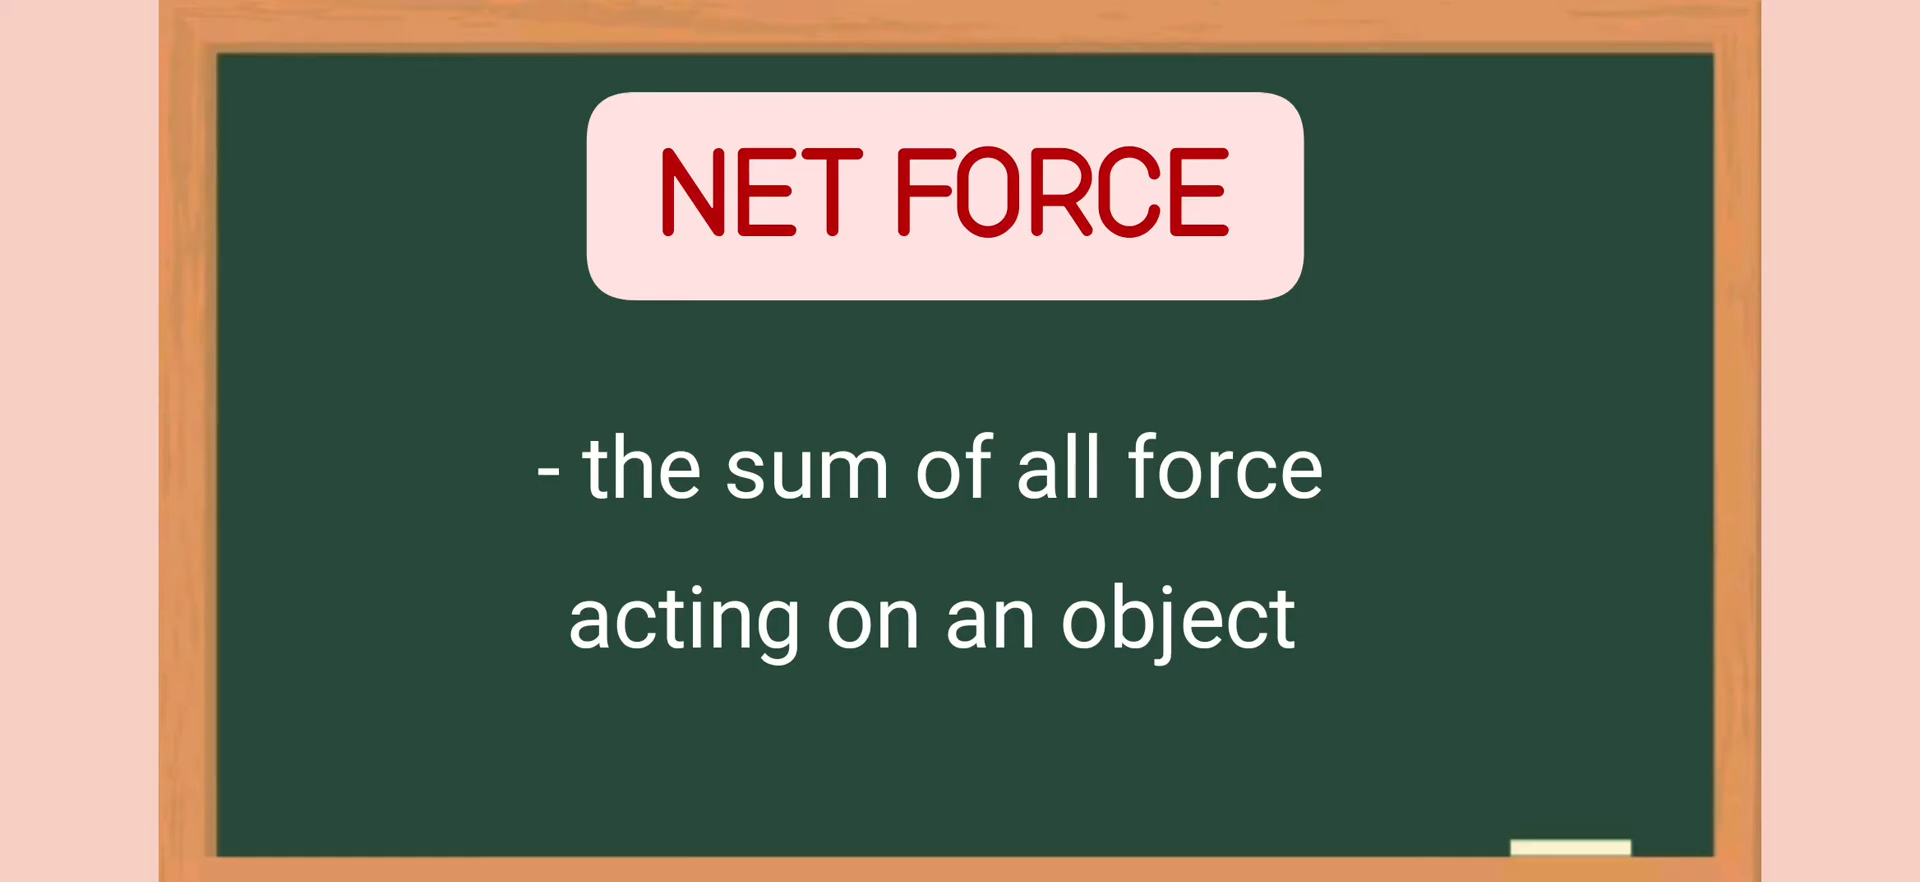 NET FORCE
- the sum of all force
acting on an object